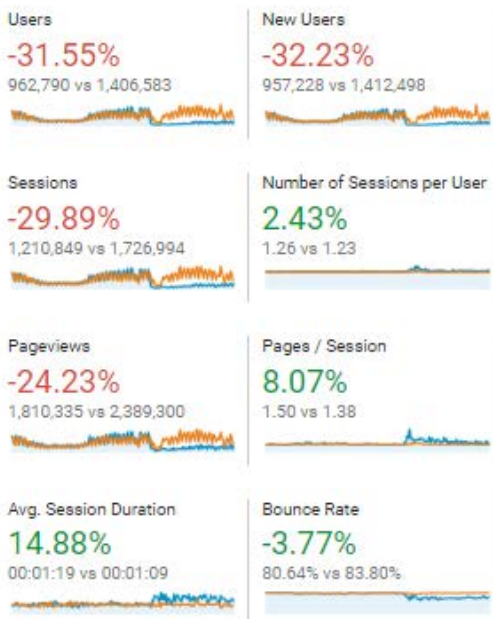 Users
-31.55%
962,790 vs 1,406,583
New Users
-32.23%
957,228 vs 1,412,498
Sessions
-29.89%
1,210,849 vs 1,726,994
Number of Sessions per User
2.43%
1.26 vs 1.23
Pageviews
-24.23%
1,810,335 vs 2,389,300
Pages / Session
8.07%
1.50 vs 1.38
Avg. Session Duration
14.88%
00:01:19 vs 00:01:09
Bounce Rate
-3.77%
80.64% vs 83.80%